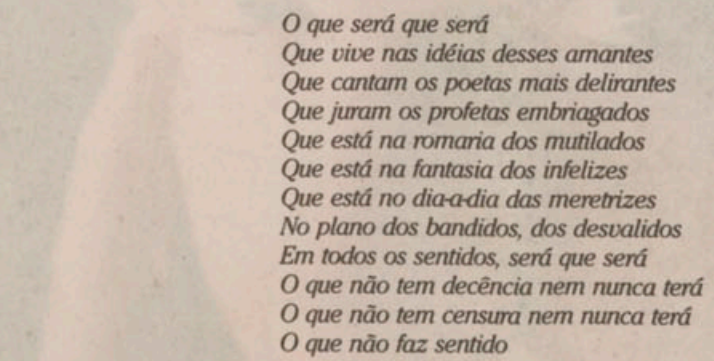 O que será que será
Que vive nas idéias desses amantes
Que cantam os poetas mais delirantes
Que juram os profetas embriagados
Que está na romaria dos mutilados
Que está na fantasia dos infelizes
Que está no dia-a-dia das meretrizes
No plano dos bandidos, dos desvalidos
Em todos os sentidos, será que será
O que não tem decência nem nunca terá
O que não tem censura nem nunca terá
O que não faz sentido